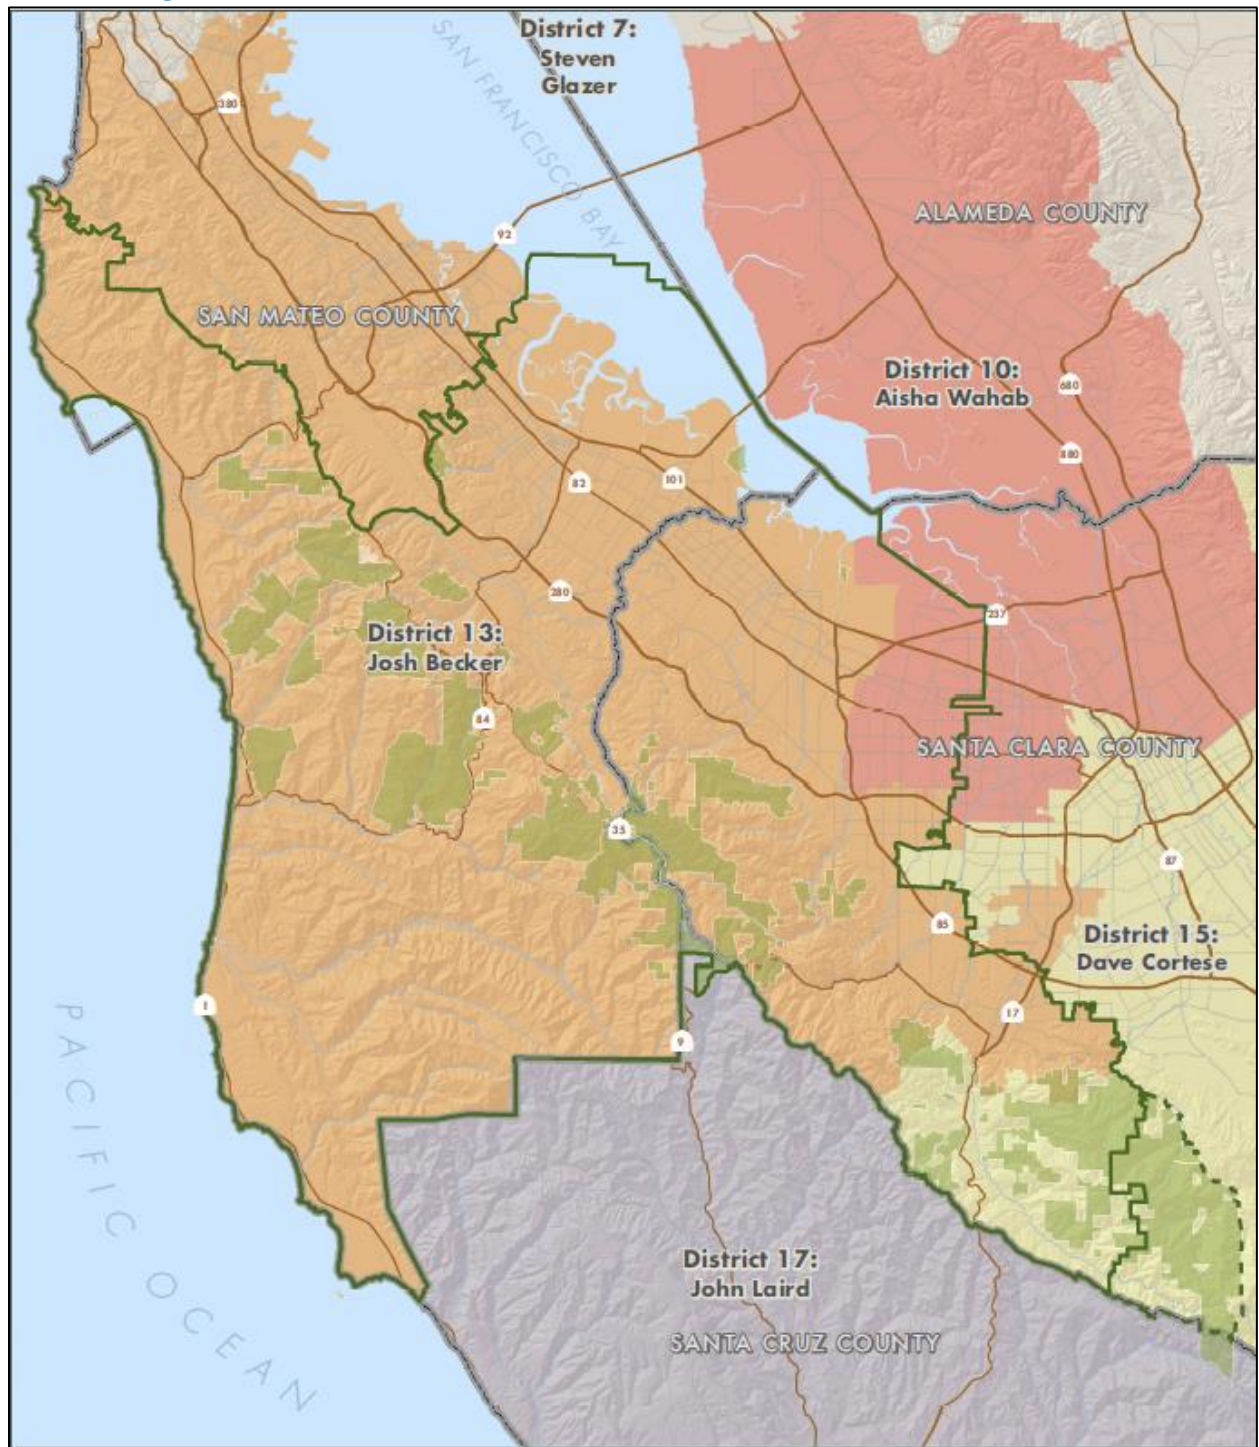 District 7:
Steven
Glazer
SAN FRANCISCO BAY
380
ALAMEDA COUNTY
92
SAN MATEO COUNTY
District 10:
Aisha Wahab
680
880
82
101
280
237
District 13:
Josh Becker
84
SANTA CLARA COUNTY
35
87
85
District 15:
Dave Cortese
1
17
9
PACIFIC OCEAN
District 17:
John Laird
SANTA CRUZ COUNTY